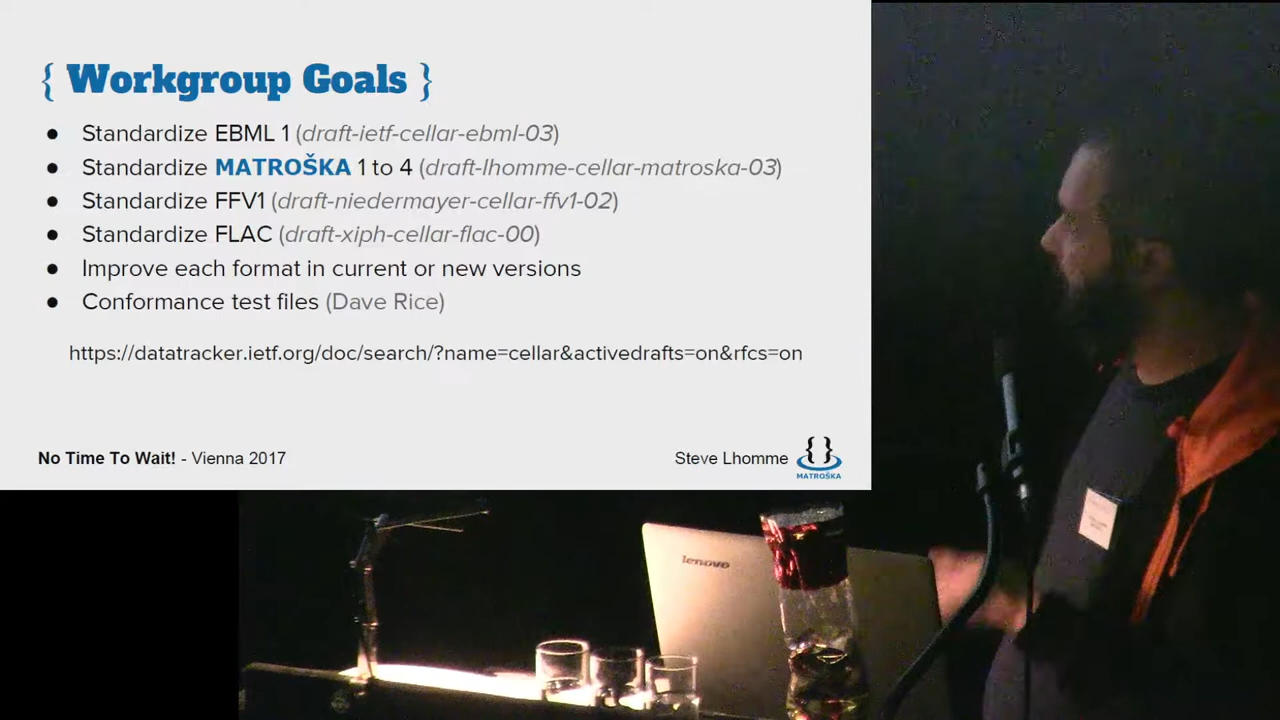 { Workgroup Goals }
● Standardize EBML 1 (draft-ietf-cellar-ebml-03)
● Standardize MATROŠKA 1 to 4 (draft-lhomme-cellar-matroska-03)
● Standardize FFV1 (draft-niedermayer-cellar-ffv1-02)
● Standardize FLAC (draft-xiph-cellar-flac-00)
● Improve each format in current or new versions
● Conformance test files (Dave Rice)
https://datatracker.ietf.org/doc/search/?name=cellar&activedrafts=on&rfcs=on
No Time To Wait! - Vienna 2017
Steve Lhomme
{}
MATROŠKA
lenovo